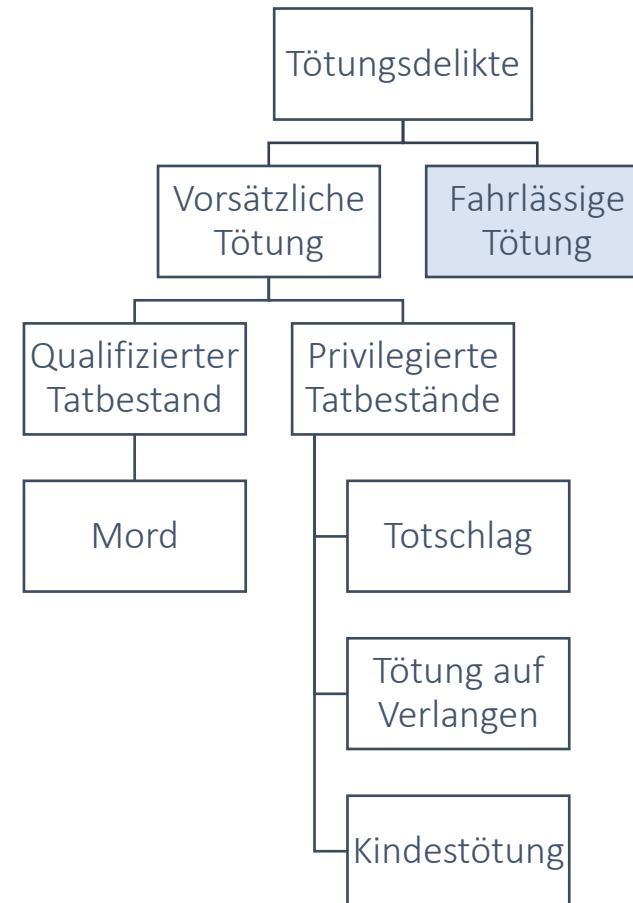 Tötungsdelikte
Vorsätzliche
Tötung
Fahrlässige
Tötung
Qualifizierter
Tatbestand
Privilegierte
Tatbestände
Mord
Totschlag
Tötung auf
Verlangen
Kindestötung